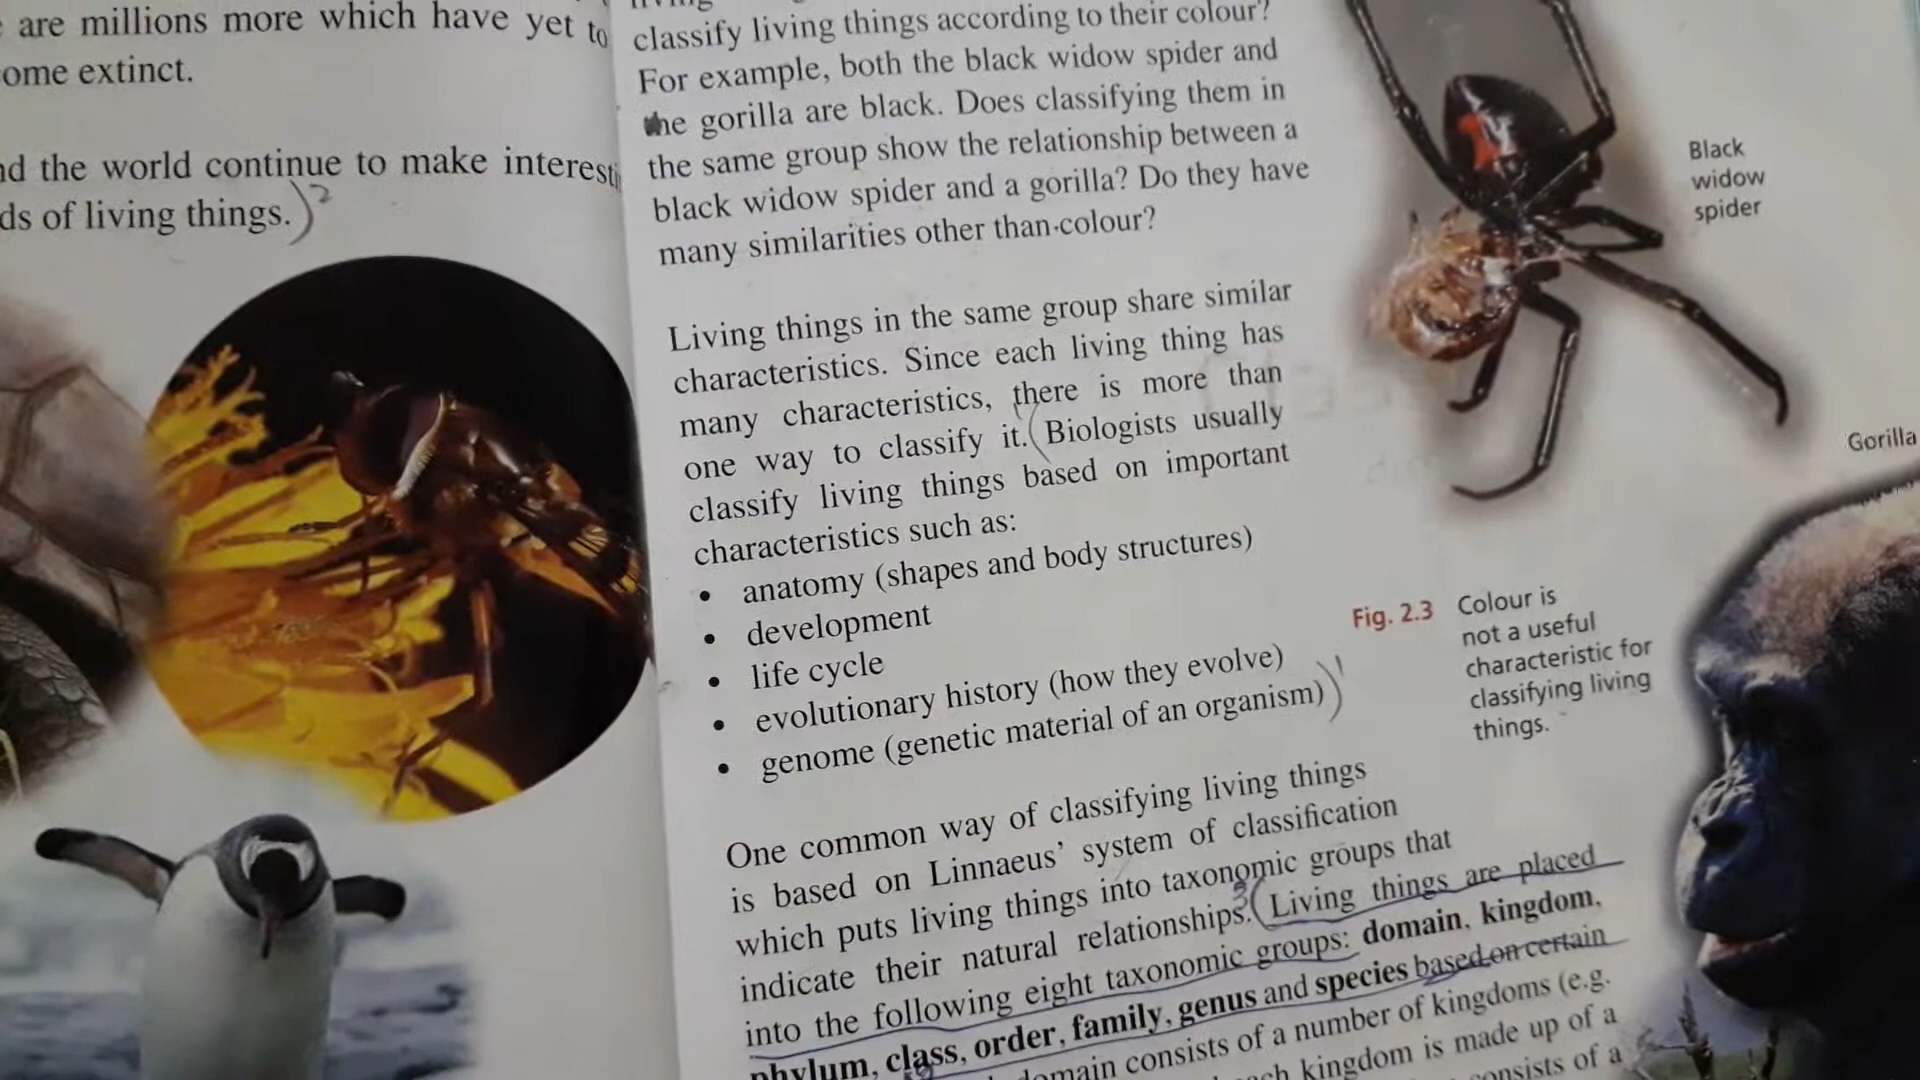 are millions more which have yet to
ome extinct.
nd the world continue to make interesti
ds of living things.)2
classify living things according to their colour?
For example, both the black widow spider and
the gorilla are black. Does classifying them in
the same group show the relationship between a
black widow spider and a gorilla? Do they have
many similarities other than colour?
Living things in the same group share similar
characteristics. Since each living thing has
many characteristics, there is more than
one way to classify it. (Biologists usually
classify living things based on important
characteristics such as:
• anatomy (shapes and body structures)
• development
• life cycle
• evolutionary history (how they evolve)
• genome (genetic material of an organism))1
One common way of classifying living things
is based on Linnaeus' system of classification
which puts living things into taxonomic groups that
indicate their natural relationships. 3(Living things are placed
into the following eight taxonomic groups: domain, kingdom,
phylum, class, order, family, genus and species based on certain
domain consists of a number of kingdoms (e.g.
kingdom is made up of a
consists of a
Black
widow
spider
Gorilla
Fig. 2.3 Colour is
not a useful
characteristic for
classifying living
things.